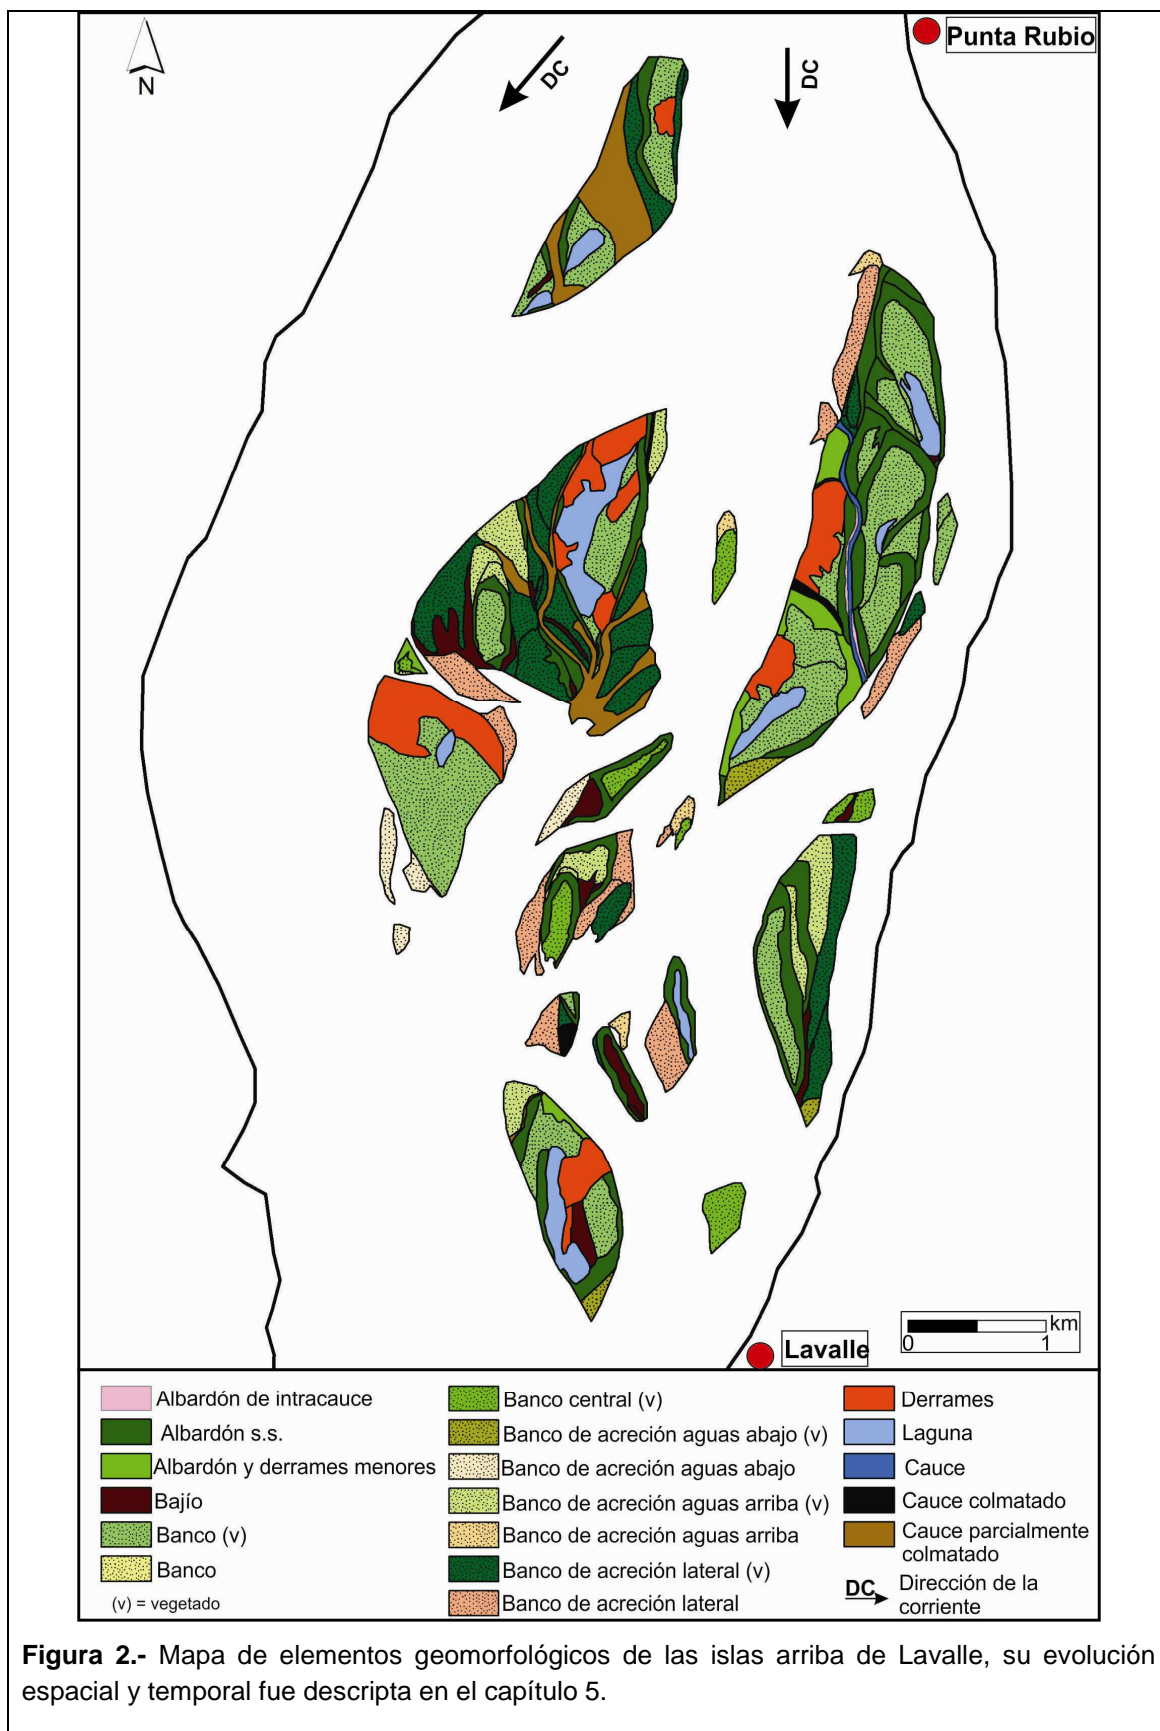 Punta Rubio
N
DC
DC
km
0 1
Lavalle
Albardón de intracauce
Albardón s.s.
Albardón y derrames menores
Bajío
Banco (v)
Banco
(v) = vegetado
Banco central (v)
Banco de acreción aguas abajo (v)
Banco de acreción aguas abajo
Banco de acreción aguas arriba (v)
Banco de acreción aguas arriba
Banco de acreción lateral (v)
Banco de acreción lateral
Derrames
Laguna
Cauce
Cauce colmatado
Cauce parcialmente
colmatado
DC Dirección de la
corriente
Figura 2.- Mapa de elementos geomorfológicos de las islas arriba de Lavalle, su evolución
espacial y temporal fue descripta en el capítulo 5.